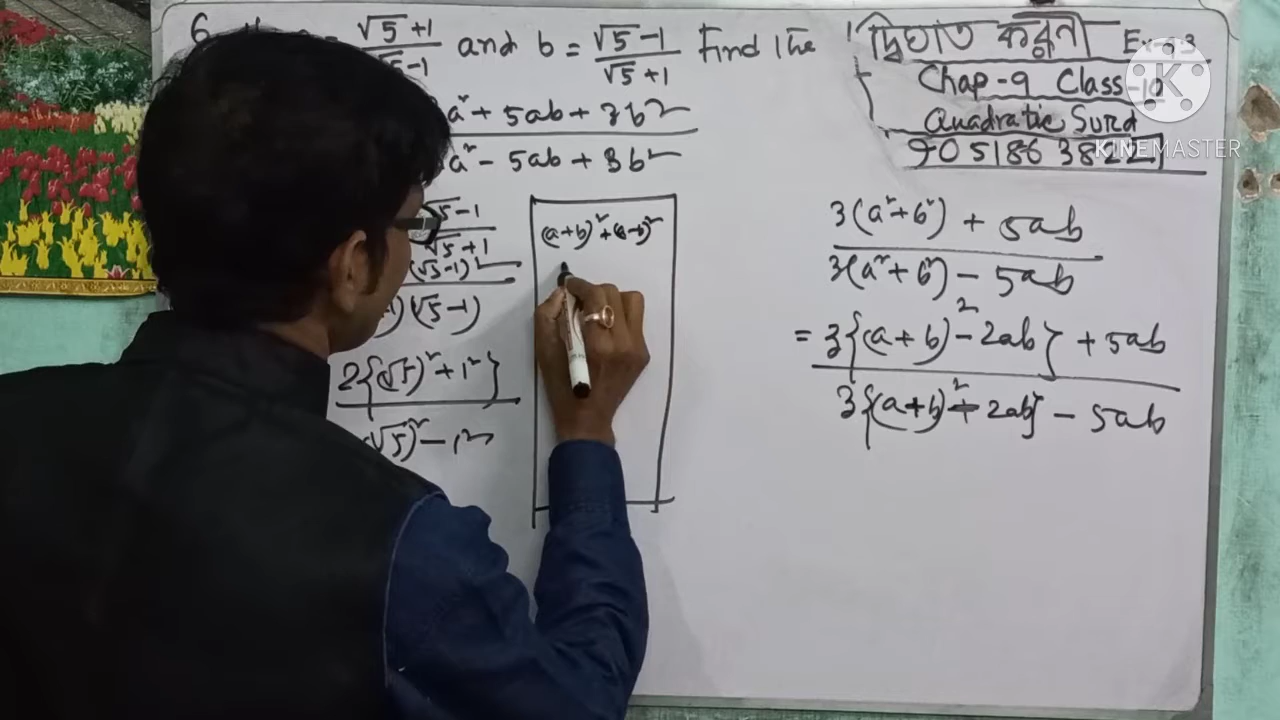 6. √5+1 and b = √5-1 Find the
√5-1 √5+1
a² + 5ab + 3b²
a² - 5ab + 3b²
দ্বিঘাত করণী Ex-9.3
Chap-9 Class-10
Quadratic Surd
KINEMASTER
√5-1
√5+1
(√5-1)²
)(√5-1)
2{(√5)²+1²}
√5)²-1²
(a+b)²+(a-b)²
3(a²+b²) + 5ab
3(a²+b²) - 5ab
= 3{(a+b)²-2ab} + 5ab
3{(a+b)²-2ab} - 5ab